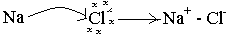 Na Cl → Na⁺ - Cl⁻